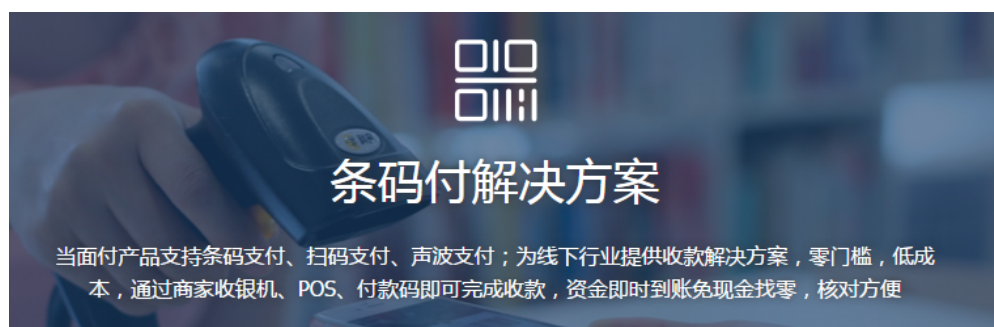 条码付解决方案
当面付产品支持条码支付、扫码支付、声波支付；为线下行业提供收款解决方案，零门槛，低成
本，通过商家收银机、POS、付款码即可完成收款，资金即时到账免现金找零，核对方便